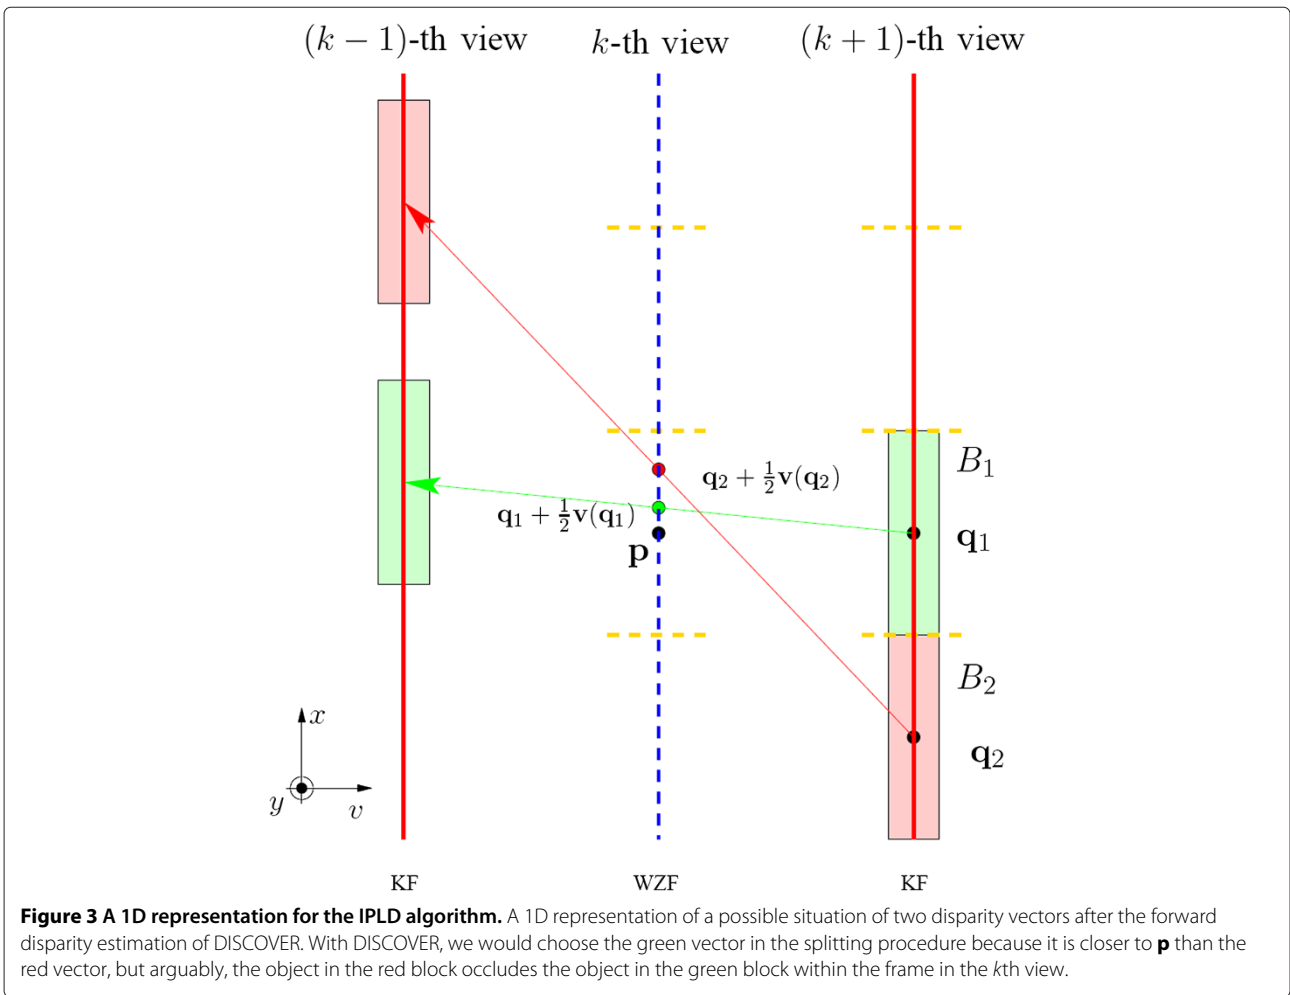 (k − 1)-th view
k-th view
(k + 1)-th view
B₁
q₂ + ½v(q₂)
q₁ + ½v(q₁)
p
q₁
B₂
q₂
x
y
v
KF
WZF
KF
Figure 3 A 1D representation for the IPLD algorithm. A 1D representation of a possible situation of two disparity vectors after the forward
disparity estimation of DISCOVER. With DISCOVER, we would choose the green vector in the splitting procedure because it is closer to p than the
red vector, but arguably, the object in the red block occludes the object in the green block within the frame in the kth view.